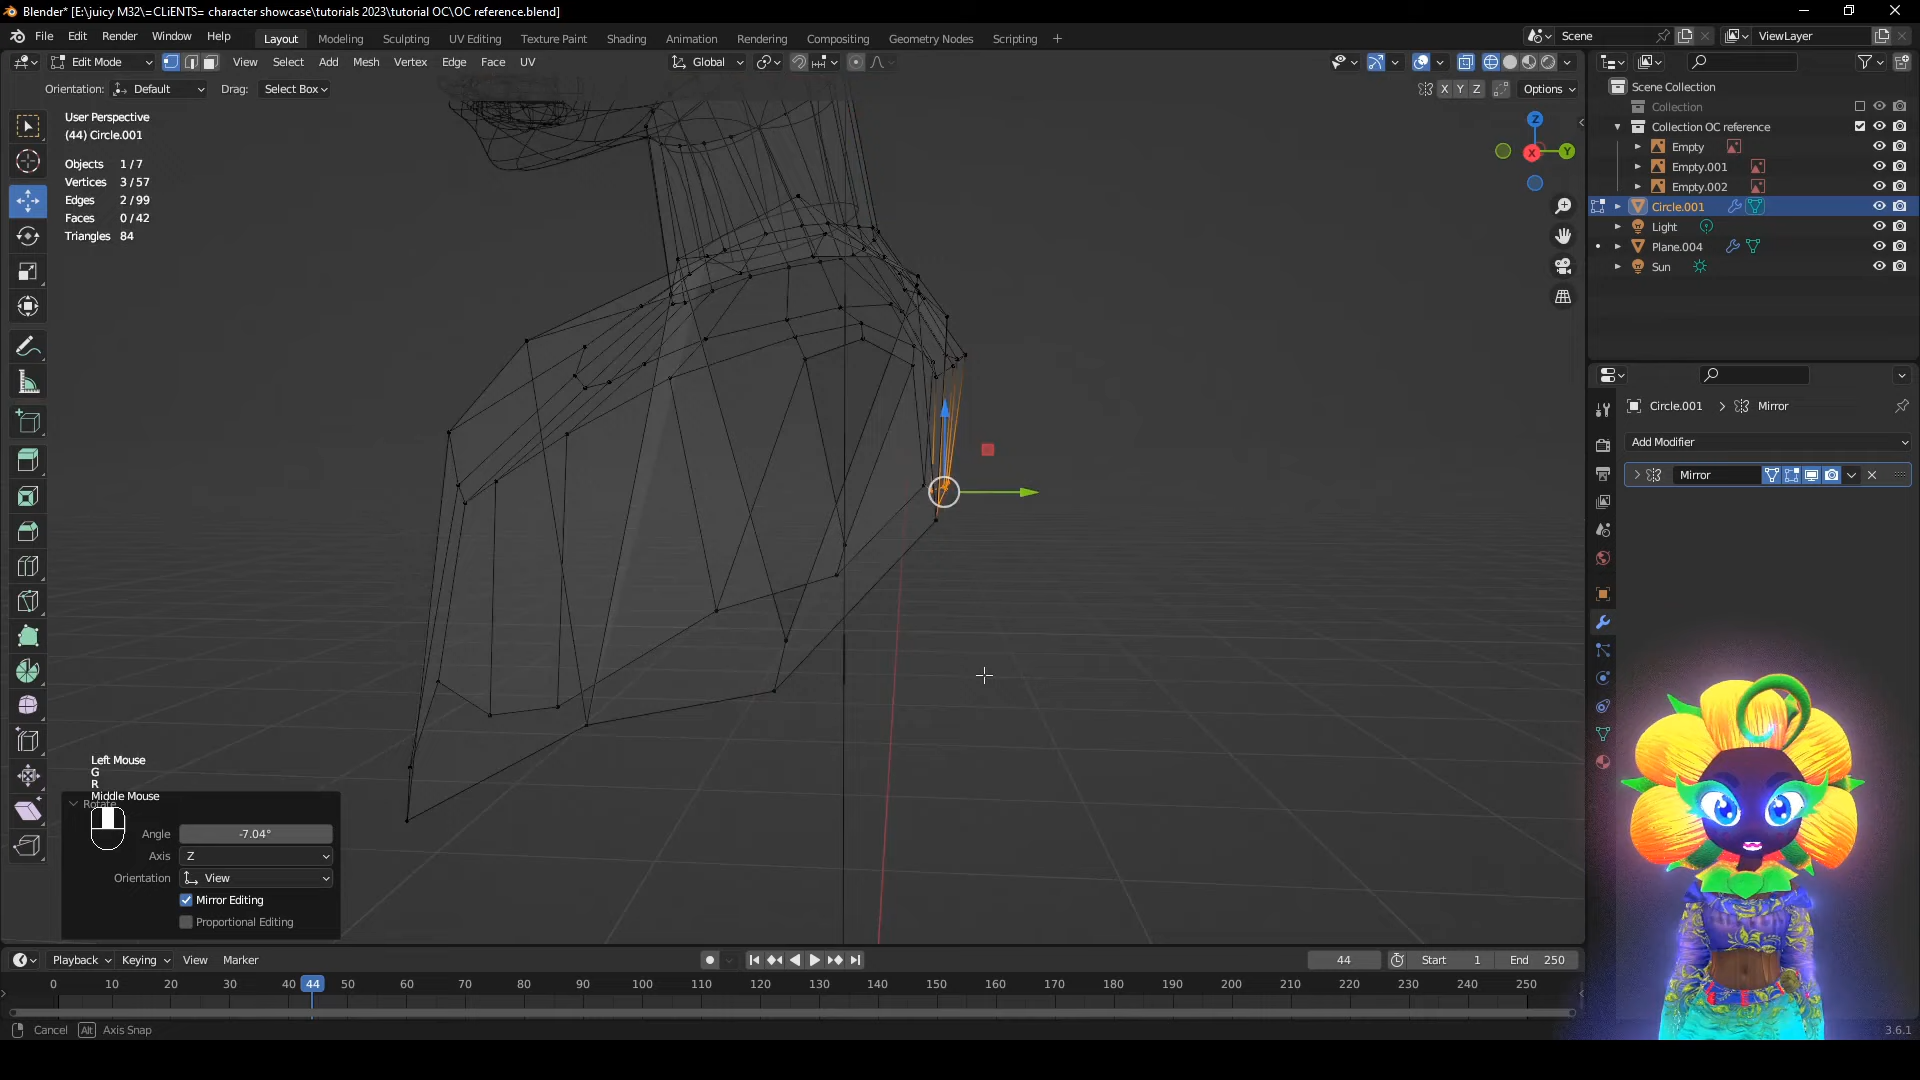 Blender* [E:\juicy M32\=CLiENTS= character showcase\tutorials 2023\tutorial OC\OC reference.blend]
File Edit Render Window Help Layout Modeling Sculpting UV Editing Texture Paint Shading Animation Rendering Compositing Geometry Nodes Scripting + Scene ViewLayer
Edit Mode View Select Add Mesh Vertex Edge Face UV Global
Orientation: Default Drag: Select Box X Y Z Options
User Perspective
(44) Circle.001
Objects 1/7
Vertices 3/57
Edges 2/99
Faces 0/42
Triangles 84
Z
X
Y
Scene Collection
Collection
Collection OC reference
Empty
Empty.001
Empty.002
Circle.001
Light
Plane.004
Sun
Circle.001 > Mirror
Add Modifier
Mirror
Left Mouse
G
R
Middle Mouse
Rotate
Angle -7.04°
Axis Z
Orientation View
Mirror Editing
Proportional Editing
Playback Keying View Marker 44 Start 1 End 250
0 10 20 30 40 44 50 60 70 80 90 100 110 120 130 140 150 160 170 180 190 200 210 220 230 240 250
Cancel Alt Axis Snap 3.6.1